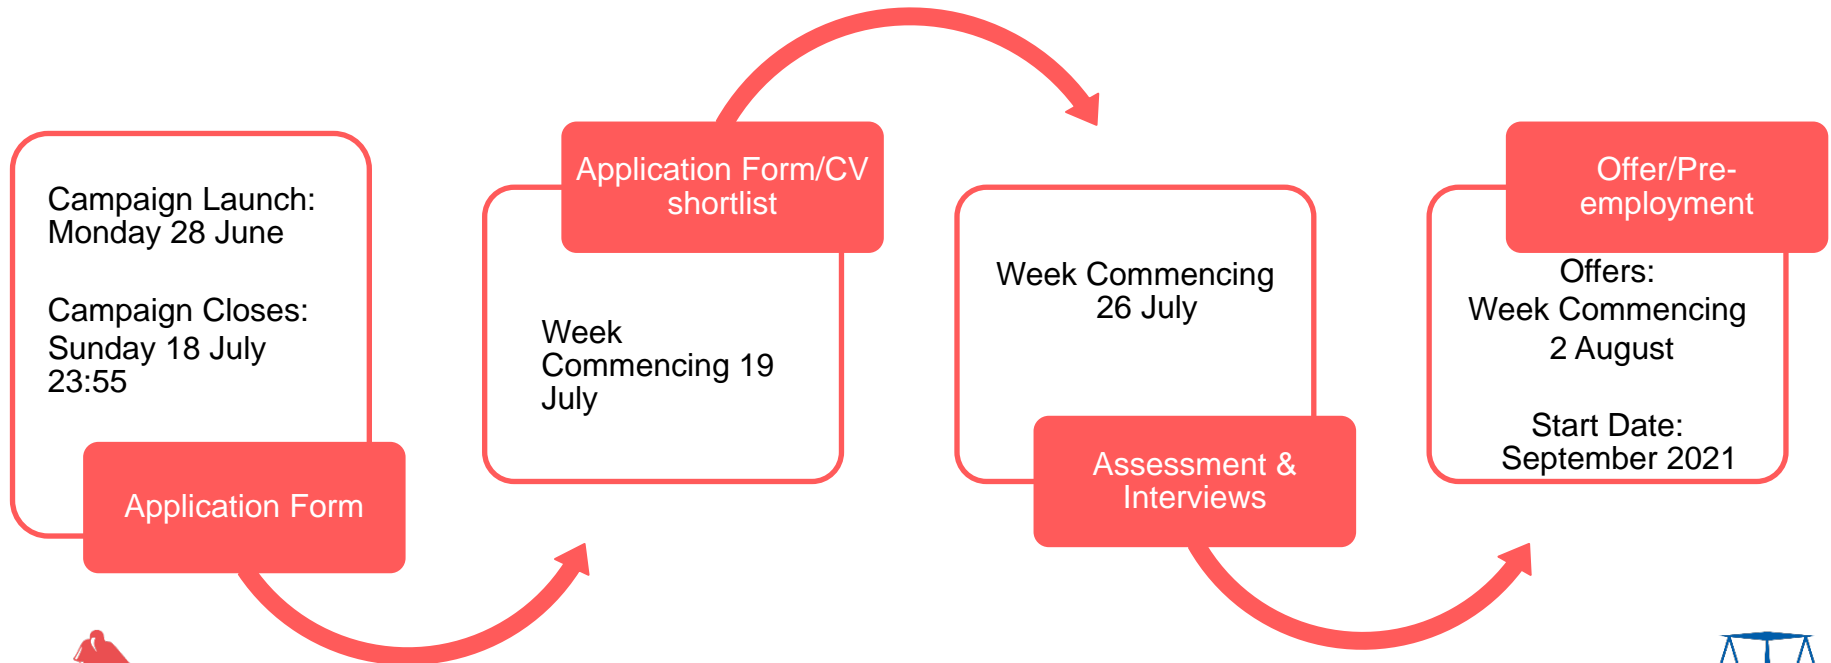 Campaign Launch:
Monday 28 June
Campaign Closes:
Sunday 18 July
23:55
Application Form
Application Form/CV
shortlist
Week
Commencing 19
July
Week Commencing
26 July
Assessment &
Interviews
Offer/Pre-
employment
Offers:
Week Commencing
2 August
Start Date:
September 2021